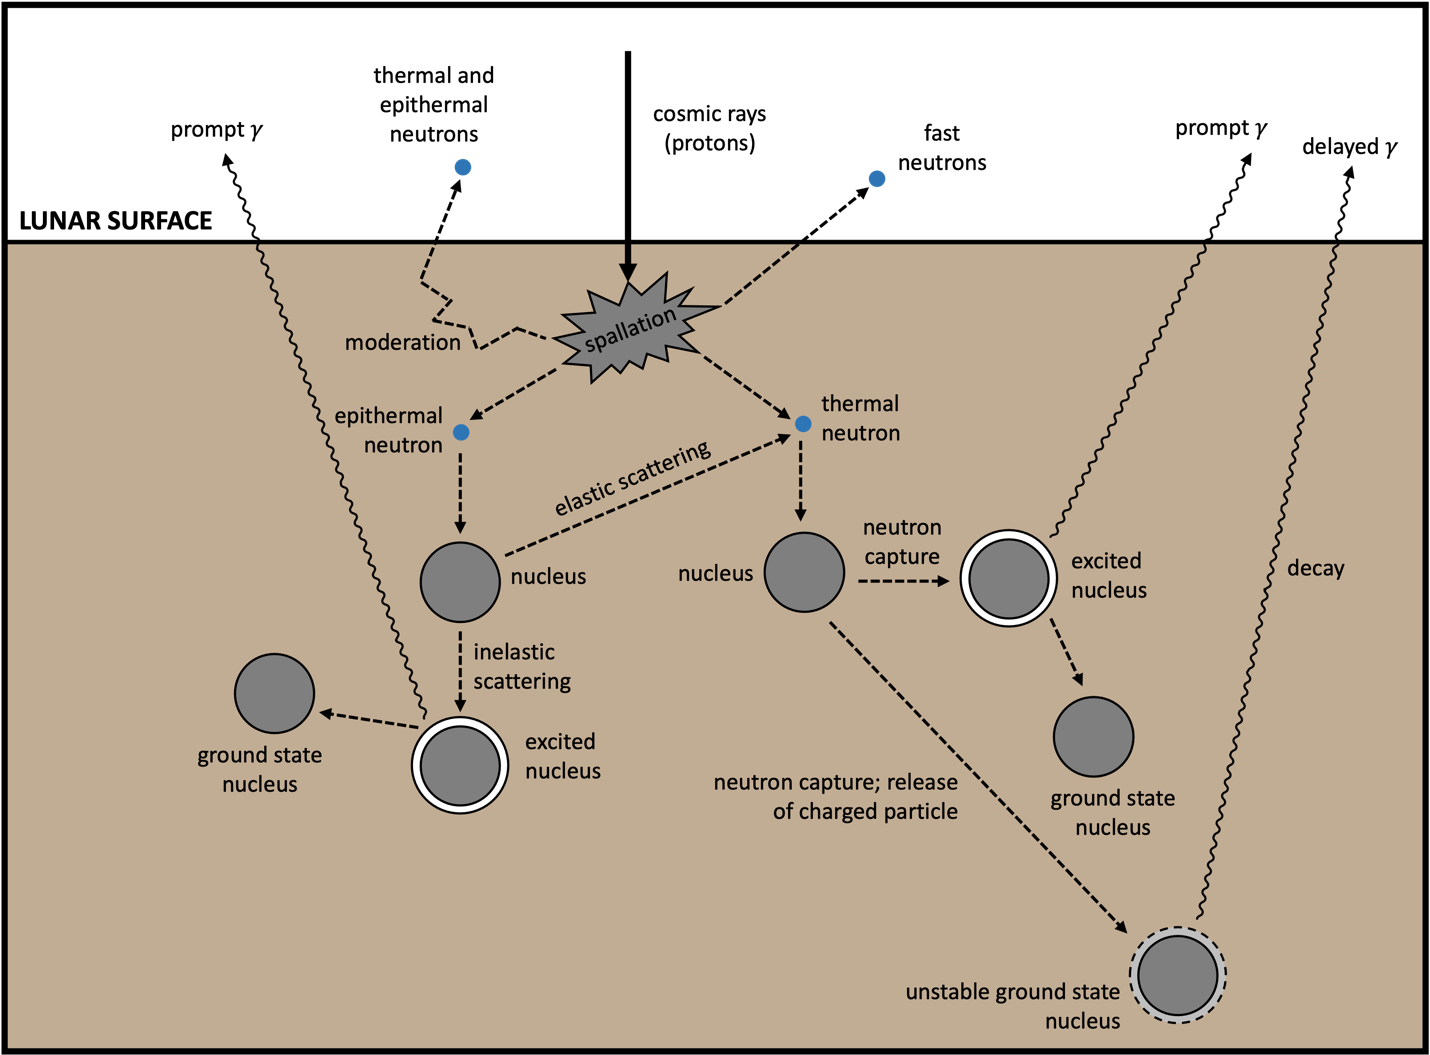 thermal and
epithermal
neutrons
prompt γ
cosmic rays
(protons)
fast
neutrons
prompt γ
delayed γ
LUNAR SURFACE
spallation
moderation
epithermal
neutron
thermal
neutron
elastic scattering
nucleus
nucleus
neutron
capture
excited
nucleus
decay
inelastic
scattering
ground state
nucleus
excited
nucleus
neutron capture; release
of charged particle
ground state
nucleus
unstable ground state
nucleus